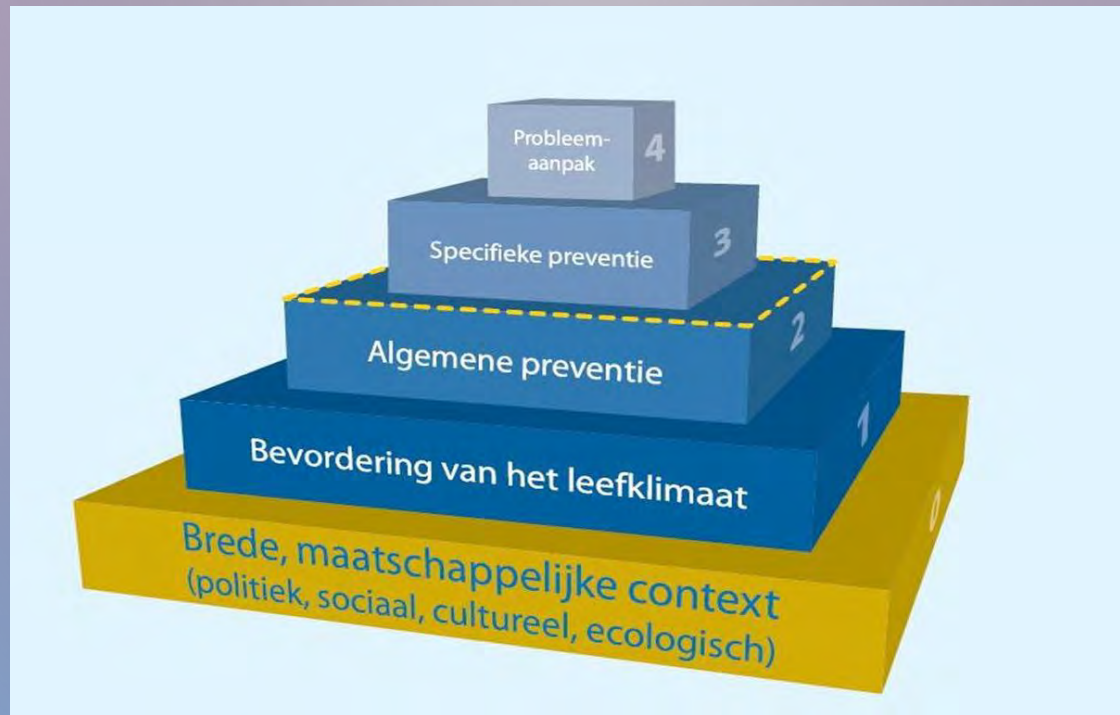 Probleem-
aanpak
4
Specifieke preventie
3
Algemene preventie
2
Bevordering van het leefklimaat
1
Brede, maatschappelijke context
(politiek, sociaal, cultureel, ecologisch)
0